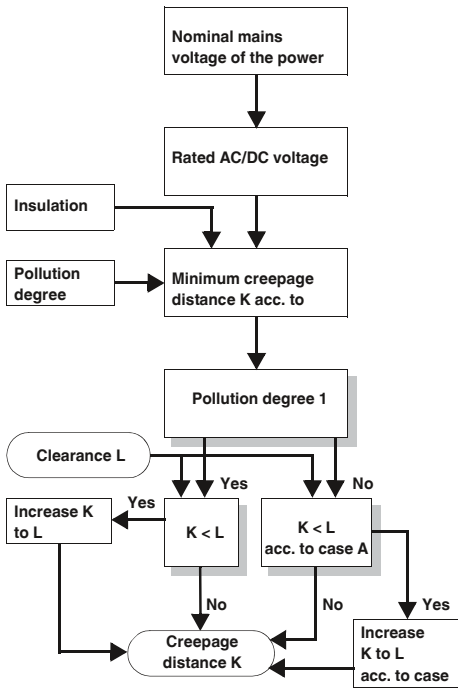 Nominal mains
voltage of the power
Rated AC/DC voltage
Insulation
Pollution
degree
Minimum creepage
distance K acc. to
Pollution degree 1
Clearance L
Yes
No
Increase K
to L
Yes
K < L
K < L
acc. to case A
No
No
Yes
Creepage
distance K
Increase
K to L
acc. to case